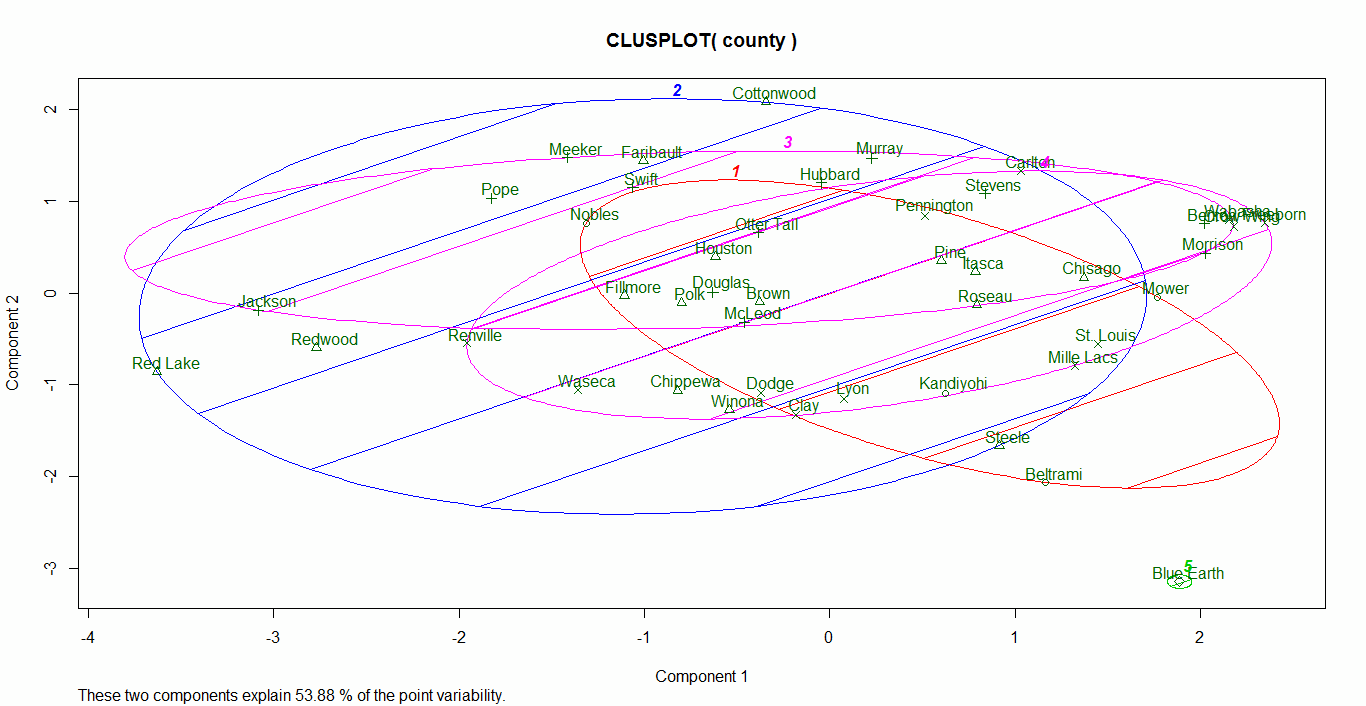 CLUSPLOT( county )
2
Cottonwood
3
Meeker
Faribault
Murray
Carlton
4
1
Swift
Hubbard
Pope
Stevens
Nobles
Pennington
Wabasha
Morrison
Otter Tail
Houston
Pine
Itasca
Chisago
Douglas
Fillmore
Polk
Brown
Roseau
Mower
Jackson
McLeod
Redwood
Renville
St. Louis
Red Lake
Mille Lacs
Waseca
Chippewa
Dodge
Lyon
Kandiyohi
Winona
Clay
Steele
Beltrami
5
Blue Earth
2
1
0
-1
-2
-3
Component 2
-4
-3
-2
-1
0
1
2
Component 1
These two components explain 53.88 % of the point variability.